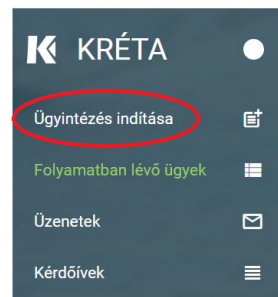 KRÉTA
Ügyintézés indítása
Folyamatban lévő ügyek
Üzenetek
Kérdőívek